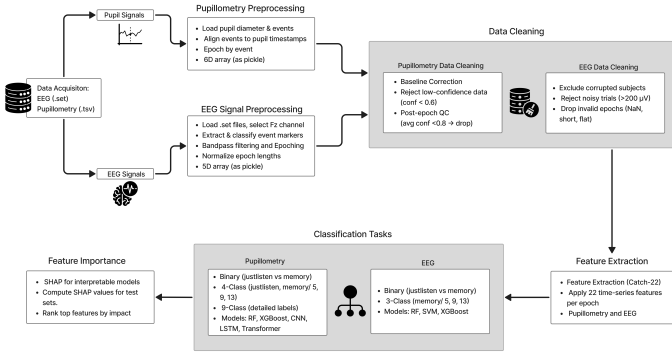 Pupillometry Preprocessing
Pupil Signals
• Load pupil diameter & events
• Align events to pupil timestamps
• Epoch by event
• 6D array (as pickle)
Data Acquisiton:
EEG (.set)
Pupillometry (.tsv)
EEG Signal Preprocessing
• Load .set files, select Fz channel
• Extract & classify event markers
• Bandpass filtering and Epoching
• Normalize epoch lengths
• 5D array (as pickle)
EEG Signals
Data Cleaning
Pupillometry Data Cleaning
• Baseline Correction
• Reject low-confidence data
(conf < 0.6)
• Post-epoch QC
(avg conf <0.8 → drop)
EEG Data Cleaning
• Exclude corrupted subjects
• Reject noisy trials (>200 µV)
• Drop invalid epochs (NaN,
short, flat)
Feature Extraction
• Feature Extraction (Catch-22)
• Apply 22 time-series features
per epoch
• Pupillometry and EEG
Classification Tasks
Pupillometry
• Binary (justlisten vs memory)
• 4-Class (justlisten, memory/ 5,
9, 13)
• 9-Class (detailed labels)
• Models: RF, XGBoost, CNN,
LSTM, Transformer
EEG
• Binary (justlisten vs memory)
• 3-Class (memory/ 5, 9, 13)
• Models: RF, SVM, XGBoost
Feature Importance
• SHAP for interpretable models
• Compute SHAP values for test
sets.
• Rank top features by impact